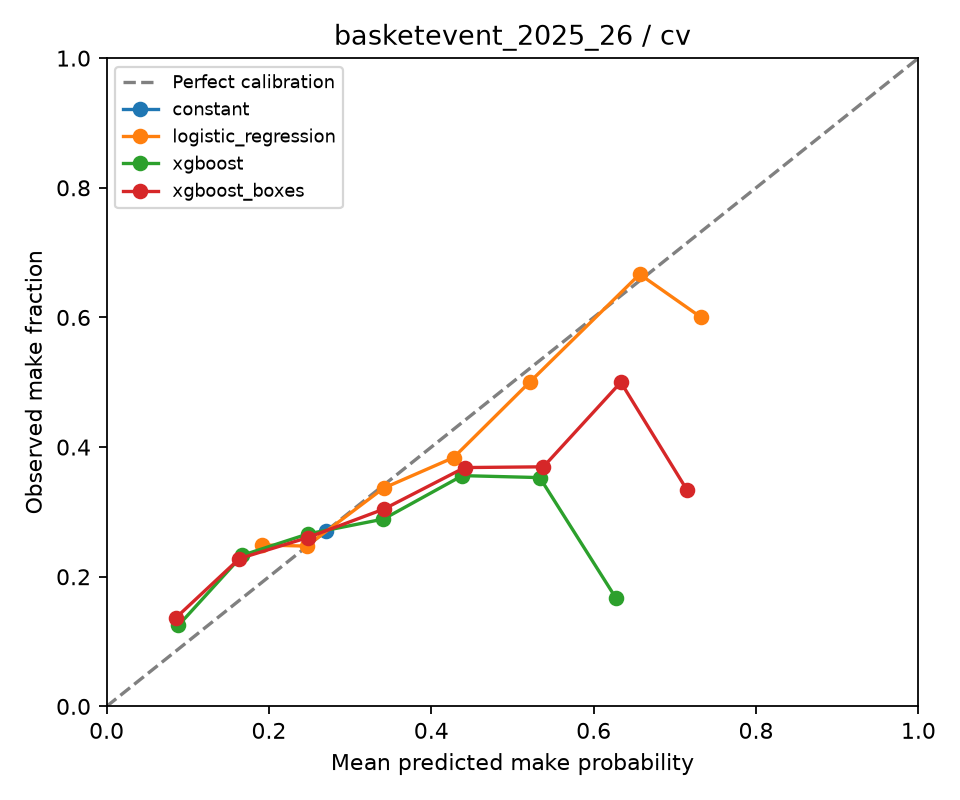 basketevent_2025_26 / cv
Perfect calibration
constant
logistic_regression
xgboost
xgboost_boxes
Observed make fraction
1.0
0.8
0.6
0.4
0.2
0.0
0.0 0.2 0.4 0.6 0.8 1.0
Mean predicted make probability